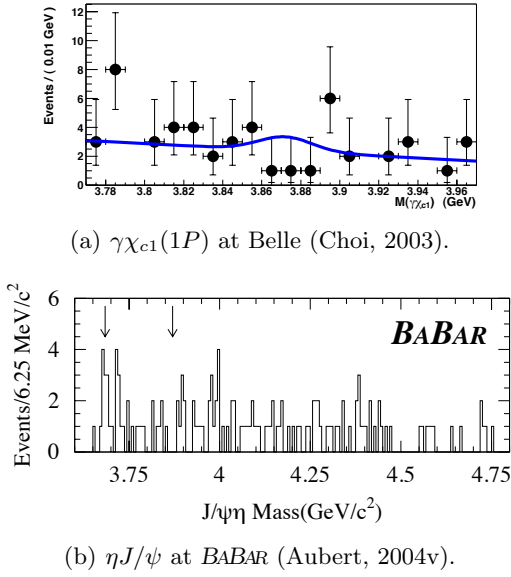 Events / ( 0.01 GeV )
12
10
8
6
4
2
0
3.78 3.8 3.82 3.84 3.86 3.88 3.9 3.92 3.94 3.96
M(γχc1) (GeV)
(a) γχc1(1P) at Belle (Choi, 2003).
Events/6.25 MeV/c²
6
4
2
0
BABAR
3.75 4 4.25 4.5 4.75
J/ψη Mass(GeV/c²)
(b) ηJ/ψ at BABAR (Aubert, 2004v).